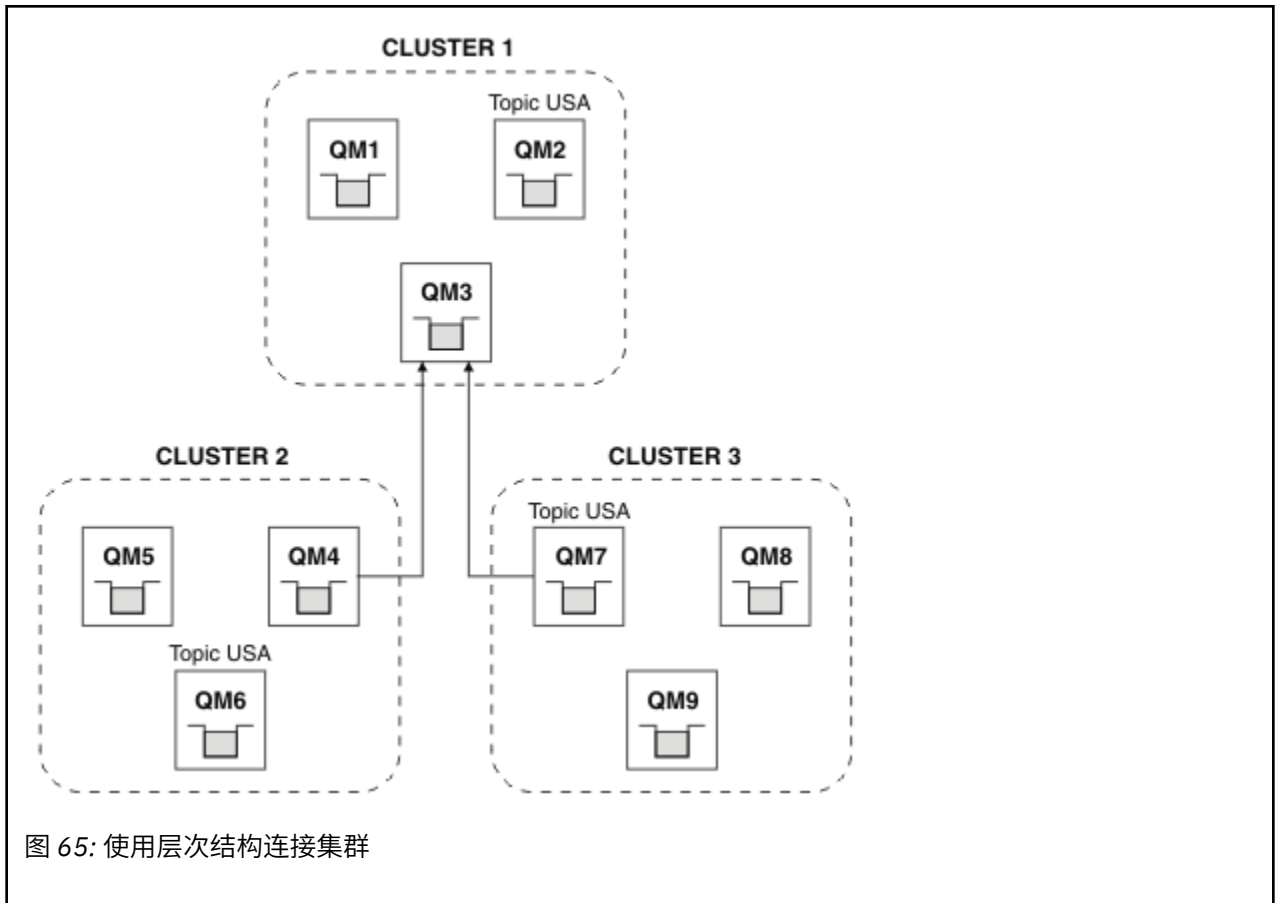 CLUSTER 1
Topic USA
QM1
QM2
QM3
CLUSTER 2
CLUSTER 3
Topic USA
QM5
QM4
QM7
QM8
Topic USA
QM6
QM9
图 65: 使用层次结构连接集群